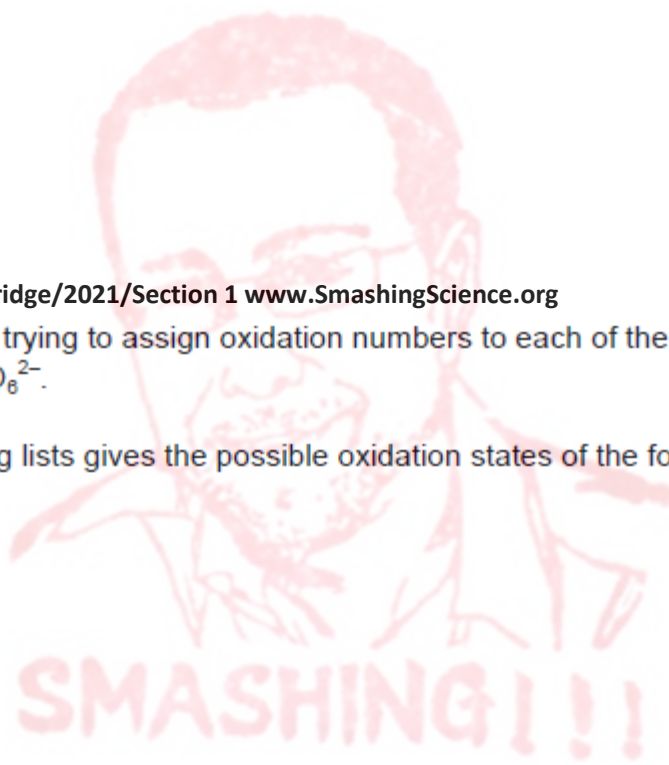 ridge/2021/Section 1 www.SmashingScience.org
trying to assign oxidation numbers to each of the
O₆²⁻.
g lists gives the possible oxidation states of the fo
SMASHING!!!